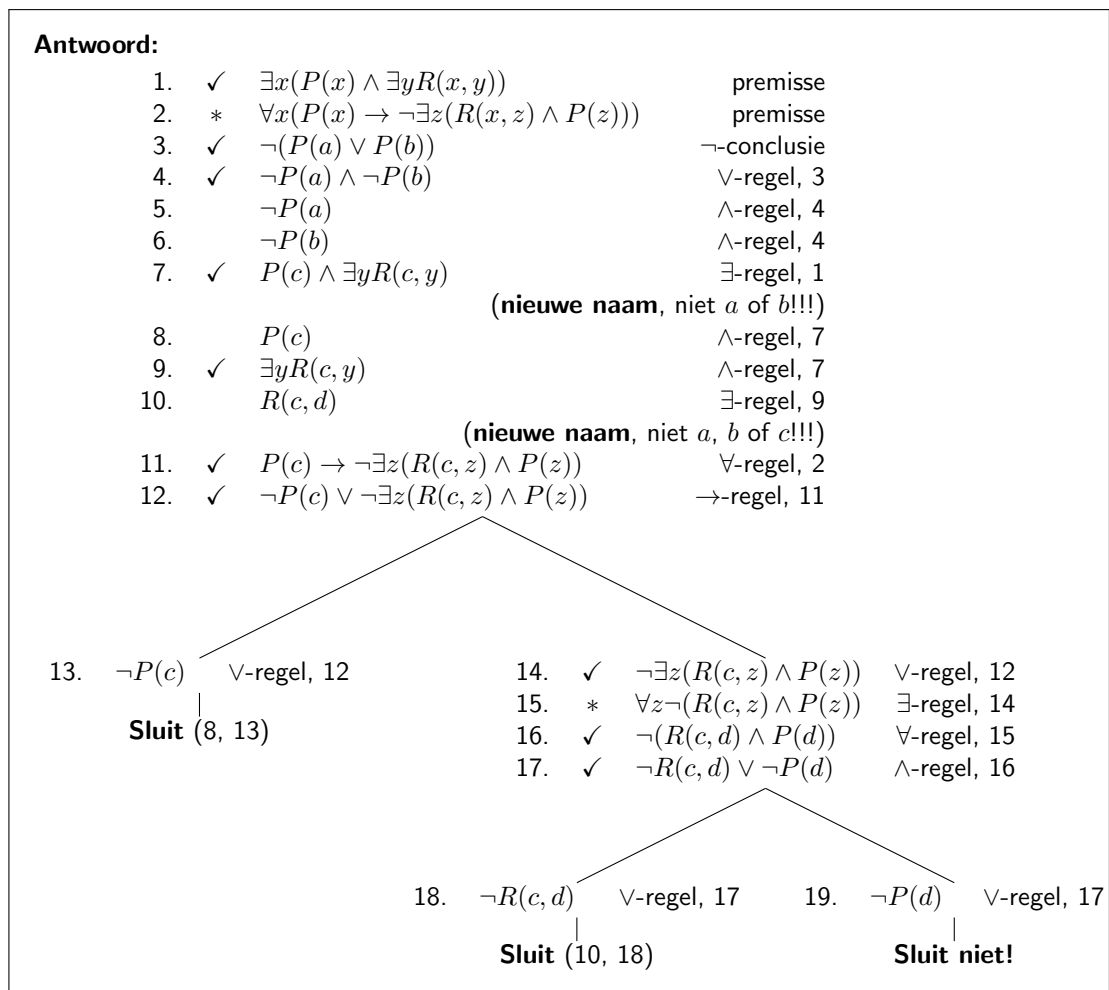 Antwoord:
1. ✓ ∃x(P(x) ∧ ∃yR(x, y)) premisse
2. ∗ ∀x(P(x) → ¬∃z(R(x, z) ∧ P(z))) premisse
3. ✓ ¬(P(a) ∨ P(b)) ¬-conclusie
4. ✓ ¬P(a) ∧ ¬P(b) ∨-regel, 3
5. ¬P(a) ∧-regel, 4
6. ¬P(b) ∧-regel, 4
7. ✓ P(c) ∧ ∃yR(c, y) ∃-regel, 1
(nieuwe naam, niet a of b!!!)
8. P(c) ∧-regel, 7
9. ✓ ∃yR(c, y) ∧-regel, 7
10. R(c, d) ∃-regel, 9
(nieuwe naam, niet a, b of c!!!)
11. ✓ P(c) → ¬∃z(R(c, z) ∧ P(z)) ∀-regel, 2
12. ✓ ¬P(c) ∨ ¬∃z(R(c, z) ∧ P(z)) →-regel, 11
13. ¬P(c) ∨-regel, 12
Sluit (8, 13)
14. ✓ ¬∃z(R(c, z) ∧ P(z)) ∨-regel, 12
15. ∗ ∀z¬(R(c, z) ∧ P(z)) ∃-regel, 14
16. ✓ ¬(R(c, d) ∧ P(d)) ∀-regel, 15
17. ✓ ¬R(c, d) ∨ ¬P(d) ∧-regel, 16
18. ¬R(c, d) ∨-regel, 17
Sluit (10, 18)
19. ¬P(d) ∨-regel, 17
Sluit niet!